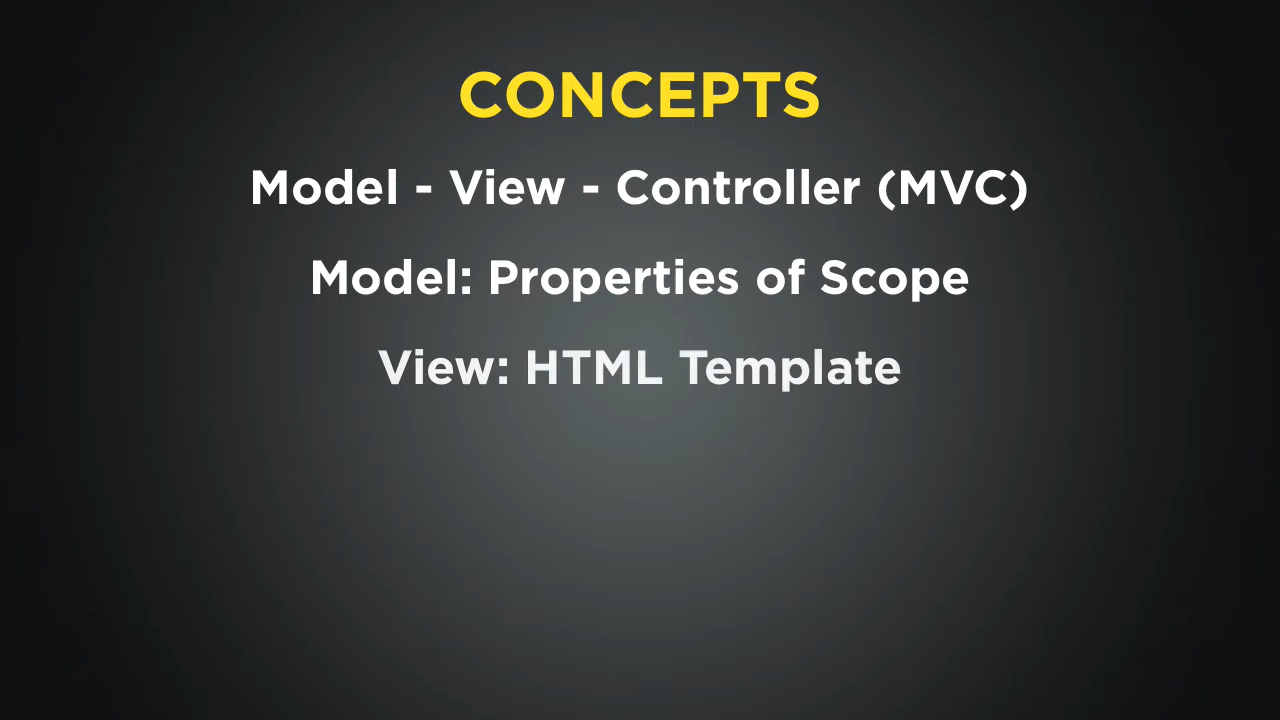 CONCEPTS
Model - View - Controller (MVC)
Model: Properties of Scope
View: HTML Template